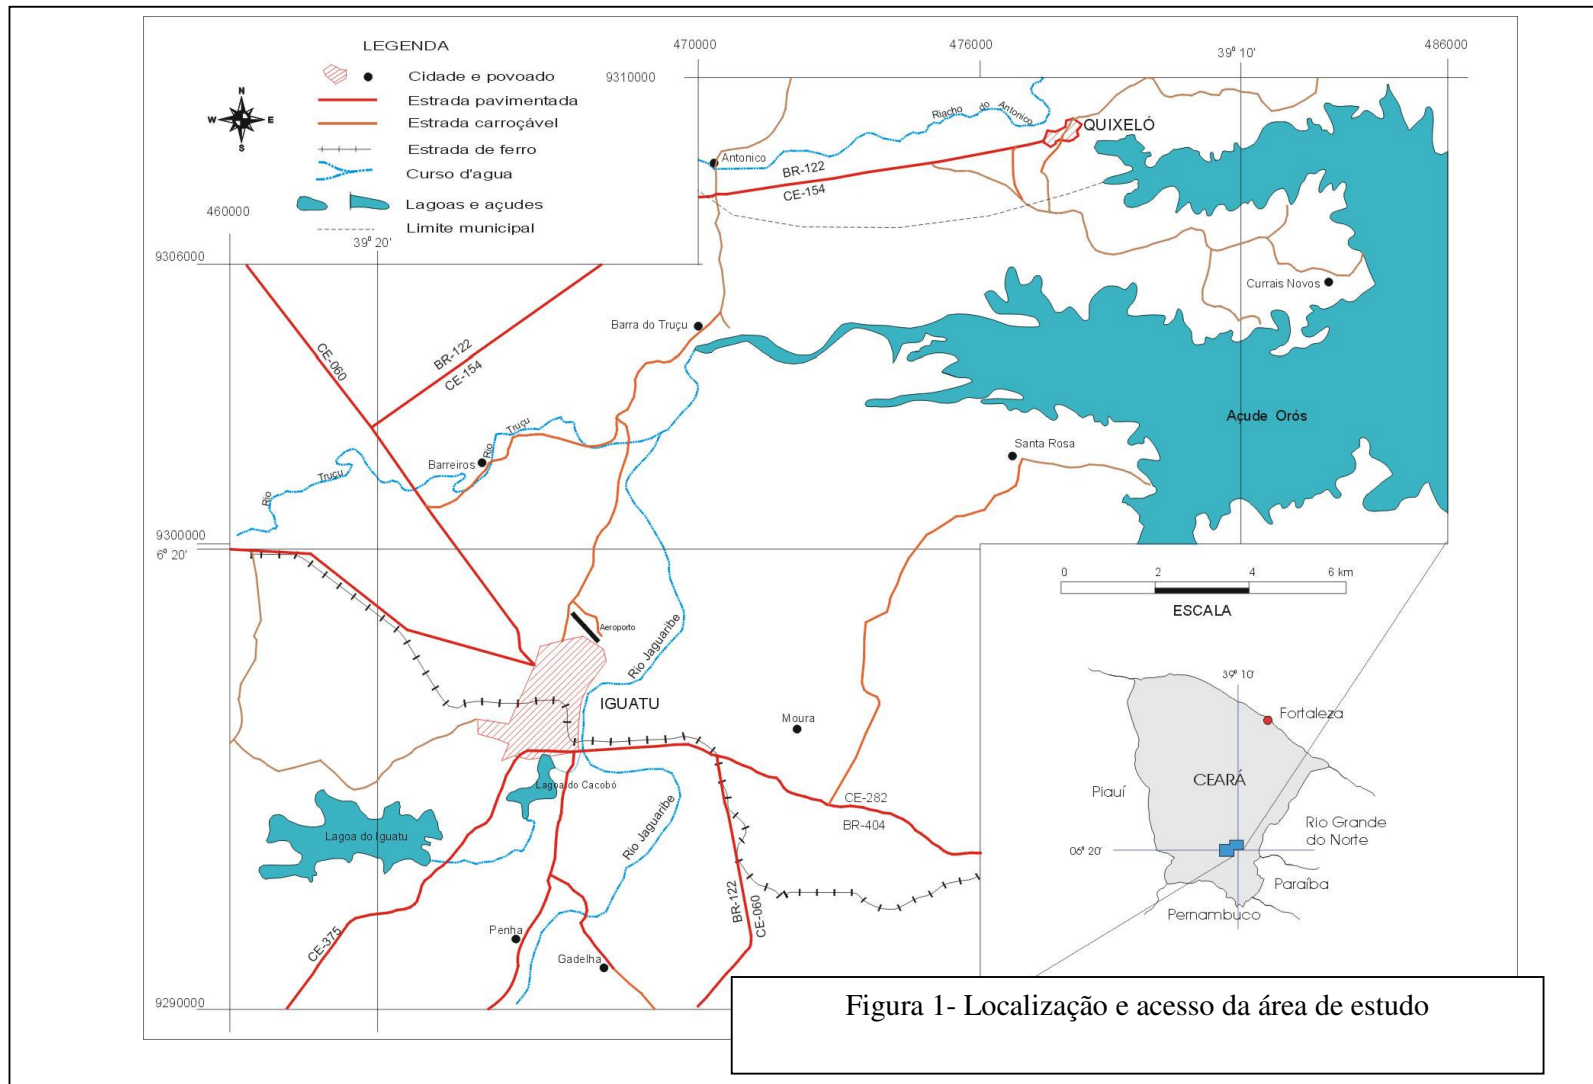 LEGENDA
Cidade e povoado
Estrada pavimentada
Estrada carroçável
Estrada de ferro
Curso d'agua
Lagoas e açudes
Limite municipal
N
W
E
S
470000
476000
39º 10'
486000
9310000
460000
39º 20'
9306000
9300000
6º 20'
9290000
Riacho do Antonico
QUIXELÓ
Antonico
BR-122
CE-154
Currais Novos
Barra do Truçu
CE-060
BR-122
CE-154
Açude Orós
Santa Rosa
Rio Truçu
Barreiros
Rio Truçu
Aeroporto
Rio Jaguaribe
IGUATU
Moura
Lagoa do Cacobó
CE-282
BR-404
Lagoa do Iguatu
Rio Jaguaribe
BR-122
CE-060
CE-375
Penha
Gadelha
0 2 4 6 km
ESCALA
39º 10'
Fortaleza
CEARÁ
Piauí
Rio Grande
do Norte
06º 20'
Paraíba
Pernambuco
Figura 1- Localização e acesso da área de estudo